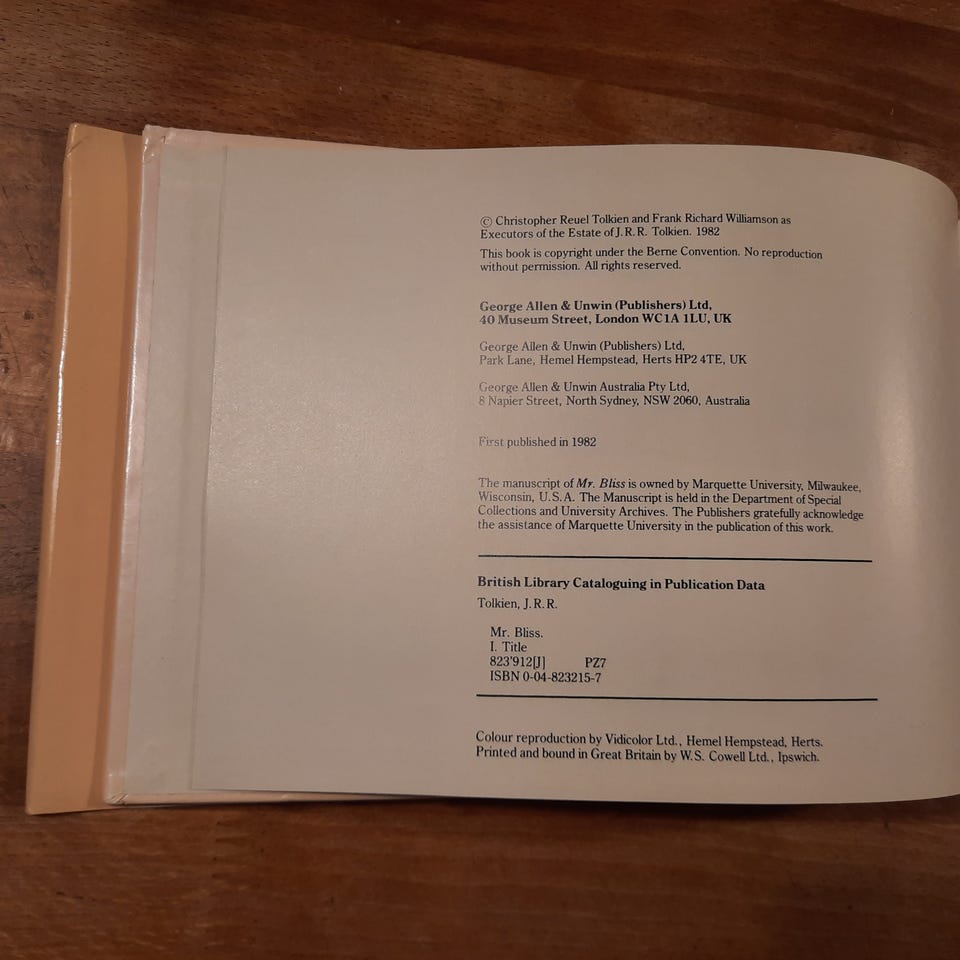 © Christopher Reuel Tolkien and Frank Richard Williamson as
Executors of the Estate of J. R. R. Tolkien. 1982
This book is copyright under the Berne Convention. No reproduction
without permission. All rights reserved.
George Allen & Unwin (Publishers) Ltd,
40 Museum Street, London WC1A 1LU, UK
George Allen & Unwin (Publishers) Ltd,
Park Lane, Hemel Hempstead, Herts HP2 4TE, UK
George Allen & Unwin Australia Pty Ltd,
8 Napier Street, North Sydney, NSW 2060, Australia
First published in 1982
The manuscript of Mr. Bliss is owned by Marquette University, Milwaukee,
Wisconsin, U.S.A. The Manuscript is held in the Department of Special
Collections and University Archives. The Publishers gratefully acknowledge
the assistance of Marquette University in the publication of this work.
British Library Cataloguing in Publication Data
Tolkien, J. R. R.
Mr. Bliss.
I. Title
823'912[J] PZ7
ISBN 0-04-823215-7
Colour reproduction by Vidicolor Ltd., Hemel Hempstead, Herts.
Printed and bound in Great Britain by W.S. Cowell Ltd., Ipswich.